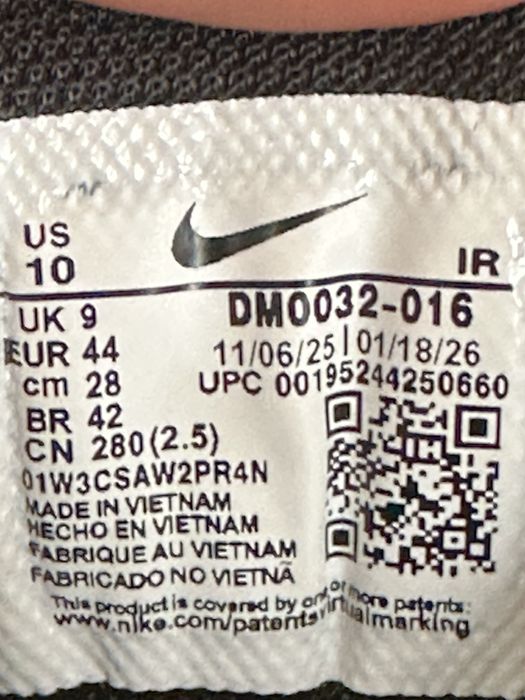 US
10
IR
UK 9
DM0032-016
EUR 44
11/06/25 | 01/18/26
cm 28
UPC 00195244250660
BR 42
CN 280(2.5)
01W3CSAW2PR4N
MADE IN VIETNAM
HECHO EN VIETNAM
FABRIQUE AU VIETNAM
FABRICADO NO VIETNÃ
This product is covered by one or more patents:
www.nike.com/patentsvirtualmarking